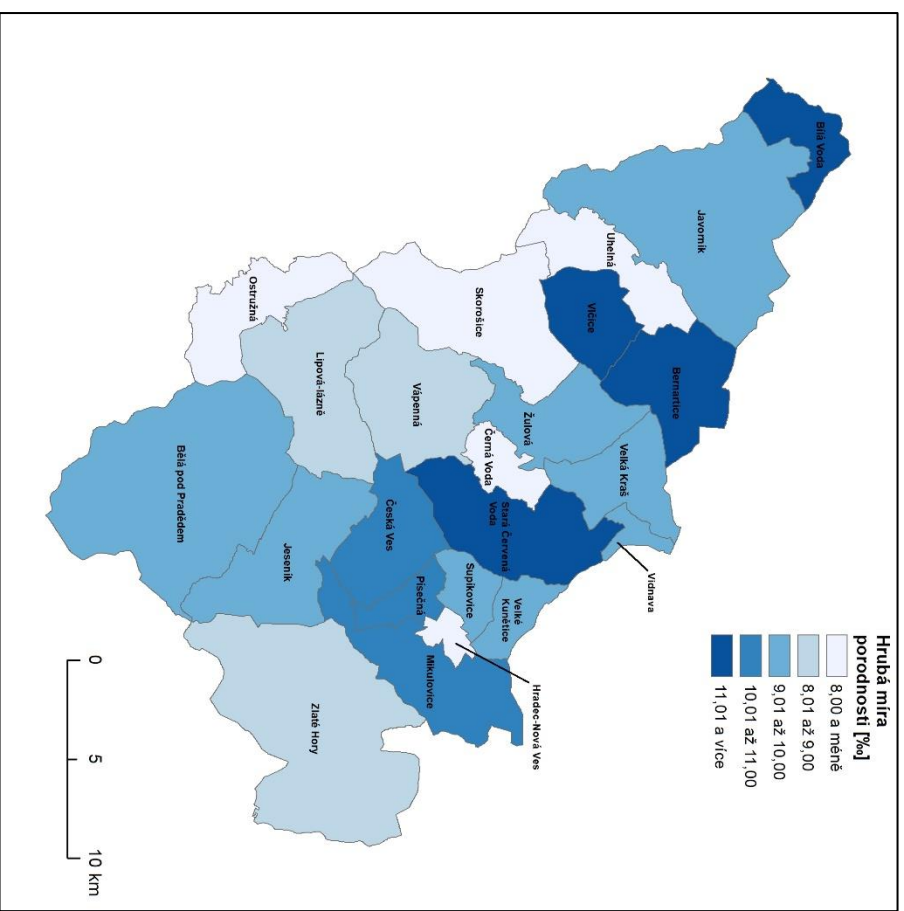 Hrubá míra
porodnosti [‰]
8,00 a méně
8,01 až 9,00
9,01 až 10,00
10,01 až 11,00
11,01 a více
Bílá Voda
Javorník
Uhelná
Vlčice
Bernartice
Skorošice
Ostružná
Lipová-lázně
Vápenná
Žulová
Černá Voda
Velká Kraš
Vidnava
Stará Červená
Voda
Supíkovice
Velké
Kunětice
Hradec-Nová Ves
Písečná
Česká Ves
Mikulovice
Jeseník
Bělá pod Pradědem
Zlaté Hory
0 5 10 km